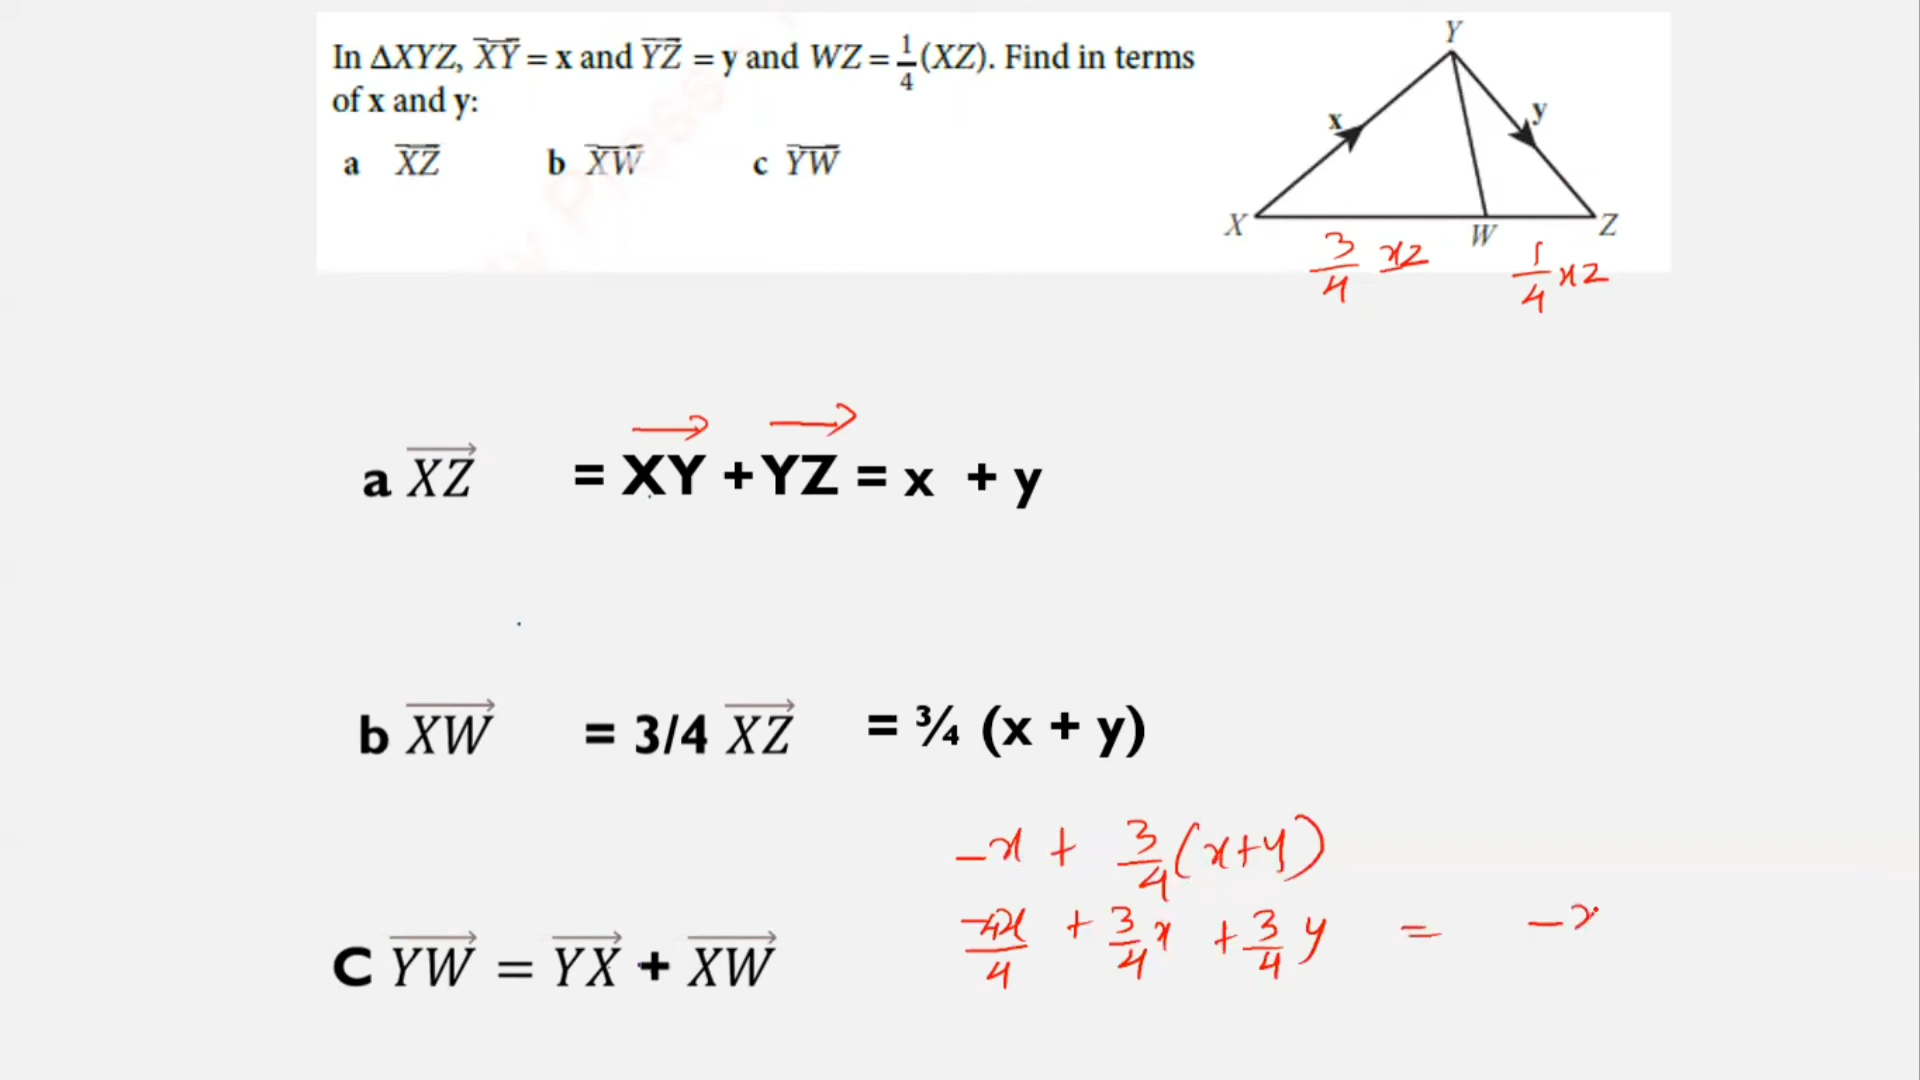 In ΔXYZ, XY = x and YZ = y and WZ = 1/4 (XZ). Find in terms
of x and y:
a XZ b XW c YW
Y
x
y
X
W
Z
3/4 xz
1/4 xz
a XZ = XY + YZ = x + y
b XW = 3/4 XZ = ¾ (x + y)
-x + 3/4 (x+y)
-4x/4 + 3/4 x + 3/4 y = -x
C YW = YX + XW